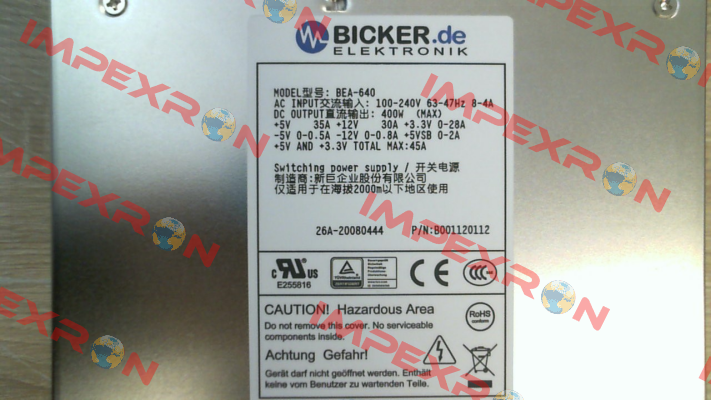 BICKER.de
ELEKTRONIK
MODEL型号: BEA-640
AC INPUT交流输入: 100-240V 63-47Hz 8-4A
DC OUTPUT直流输出: 400W (MAX)
+5V 35A +12V 30A +3.3V 0-28A
-5V 0-0.5A -12V 0-0.8A +5VSB 0-2A
+5V AND +3.3V TOTAL MAX:45A
Switching power supply / 开关电源
制造商: 新巨企业股份有限公司
仅适用于在海拔2000m以下地区使用
26A-20080444 P/N:B001120112
c RU US
E255816
CE
CCC
CAUTION! Hazardous Area
Do not remove this cover. No serviceable
components inside.
RoHS
Achtung Gefahr!
Gerät darf nicht geöffnet werden. Enthält
keine vom Benutzer zu wartenden Teile.
IMPEXRON
IMPEXRON
IMPEXRON
IMPEXRON
IMPEXRON
IMPEXRON